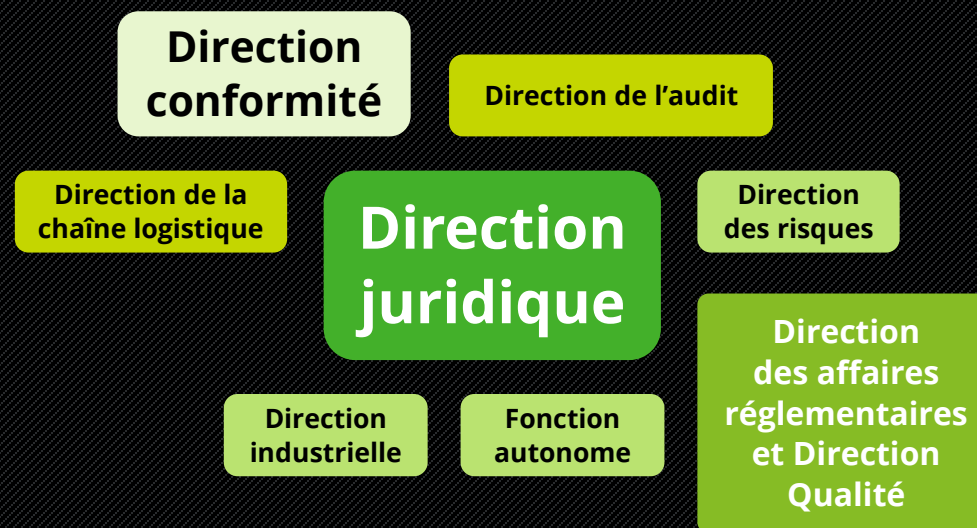 Direction
conformité
Direction de l’audit
Direction de la
chaîne logistique
Direction
juridique
Direction
des risques
Direction
des affaires
réglementaires
et Direction
Qualité
Direction
industrielle
Fonction
autonome